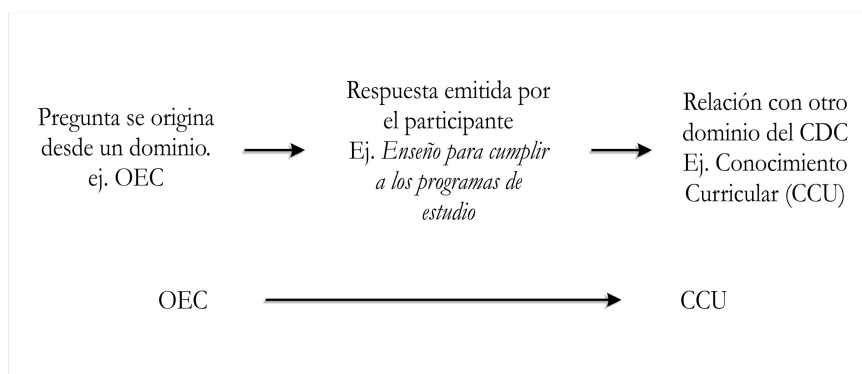 Pregunta se origina
desde un dominio.
ej. OEC
Respuesta emitida por
el participante
Ej. Enseño para cumplir
a los programas de
estudio
Relación con otro
dominio del CDC
Ej. Conocimiento
Curricular (CCU)
OEC
CCU